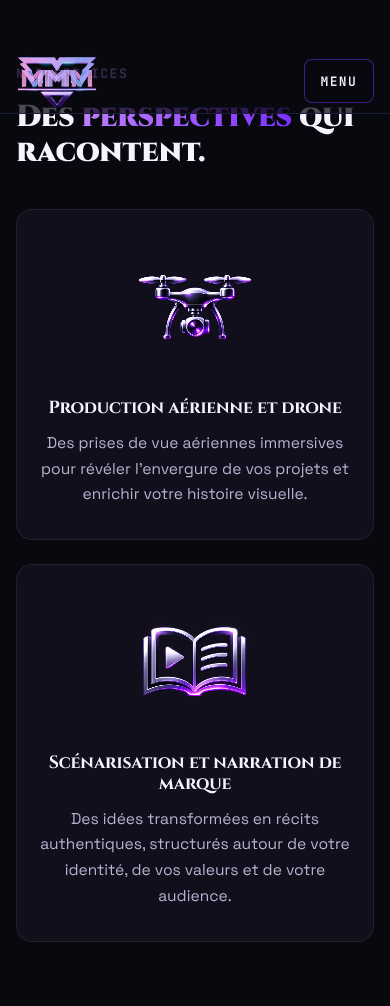 MMM
MENU
Des perspectives qui
racontent.
Production aérienne et drone
Des prises de vue aériennes immersives
pour révéler l'envergure de vos projets et
enrichir votre histoire visuelle.
Scénarisation et narration de
marque
Des idées transformées en récits
authentiques, structurés autour de votre
identité, de vos valeurs et de votre
audience.